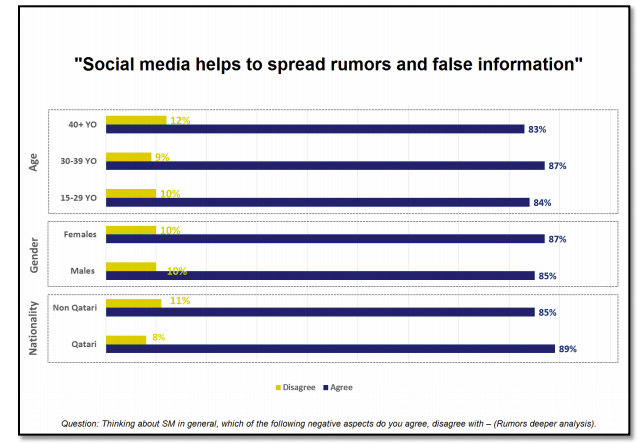 "Social media helps to spread rumors and false information"
Age
40+ YO
12%
83%
30-39 YO
9%
87%
15-29 YO
10%
84%
Gender
Females
10%
87%
Males
10%
85%
Nationality
Non Qatari
11%
85%
Qatari
8%
89%
Disagree Agree
Question: Thinking about SM in general, which of the following negative aspects do you agree, disagree with – (Rumors deeper analysis).